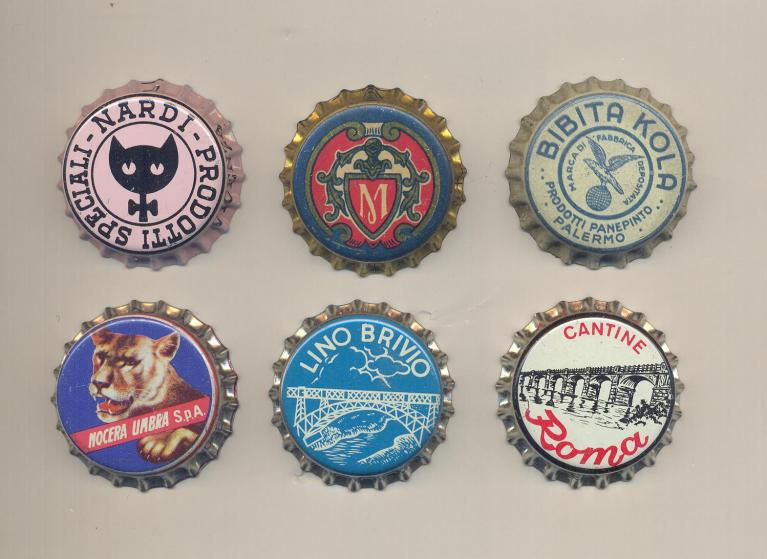 NARDI - PRODOTTI SPECIALI -
M
BIBITA KOLA
MARCA DI FABBRICA DEPOSITATA
PRODOTTI PANEPINTO
PALERMO
NOCERA UMBRA S.p.A.
LINO BRIVIO
CANTINE
Roma